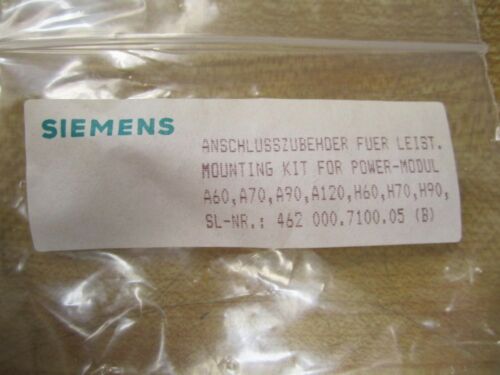 SIEMENS
ANSCHLUSSZUBEHOER FUER LEIST.
MOUNTING KIT FOR POWER-MODUL
A60,A70,A90,A120,H60,H70,H90,
SL-NR.: 462 000.7100.05 (B)